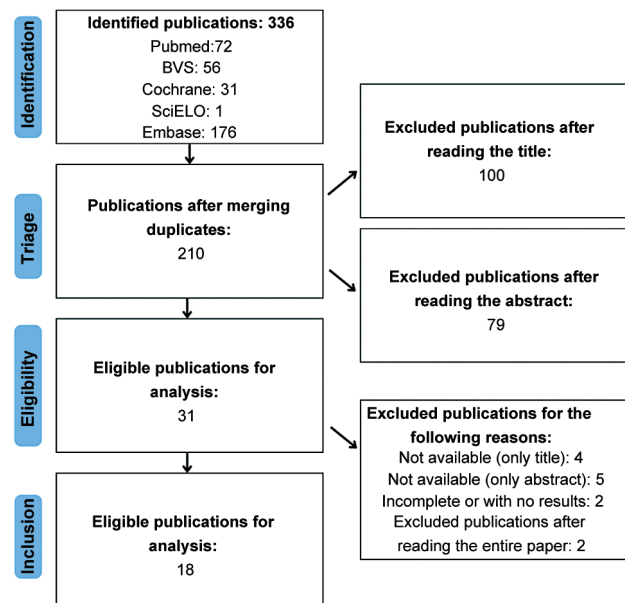 Identification
Identified publications: 336
Pubmed:72
BVS: 56
Cochrane: 31
SciELO: 1
Embase: 176
Excluded publications after
reading the title:
100
Triage
Publications after merging
duplicates:
210
Excluded publications after
reading the abstract:
79
Eligibility
Eligible publications for
analysis:
31
Excluded publications for the
following reasons:
Not available (only title): 4
Not available (only abstract): 5
Incomplete or with no results: 2
Excluded publications after
reading the entire paper: 2
Inclusion
Eligible publications for
analysis:
18